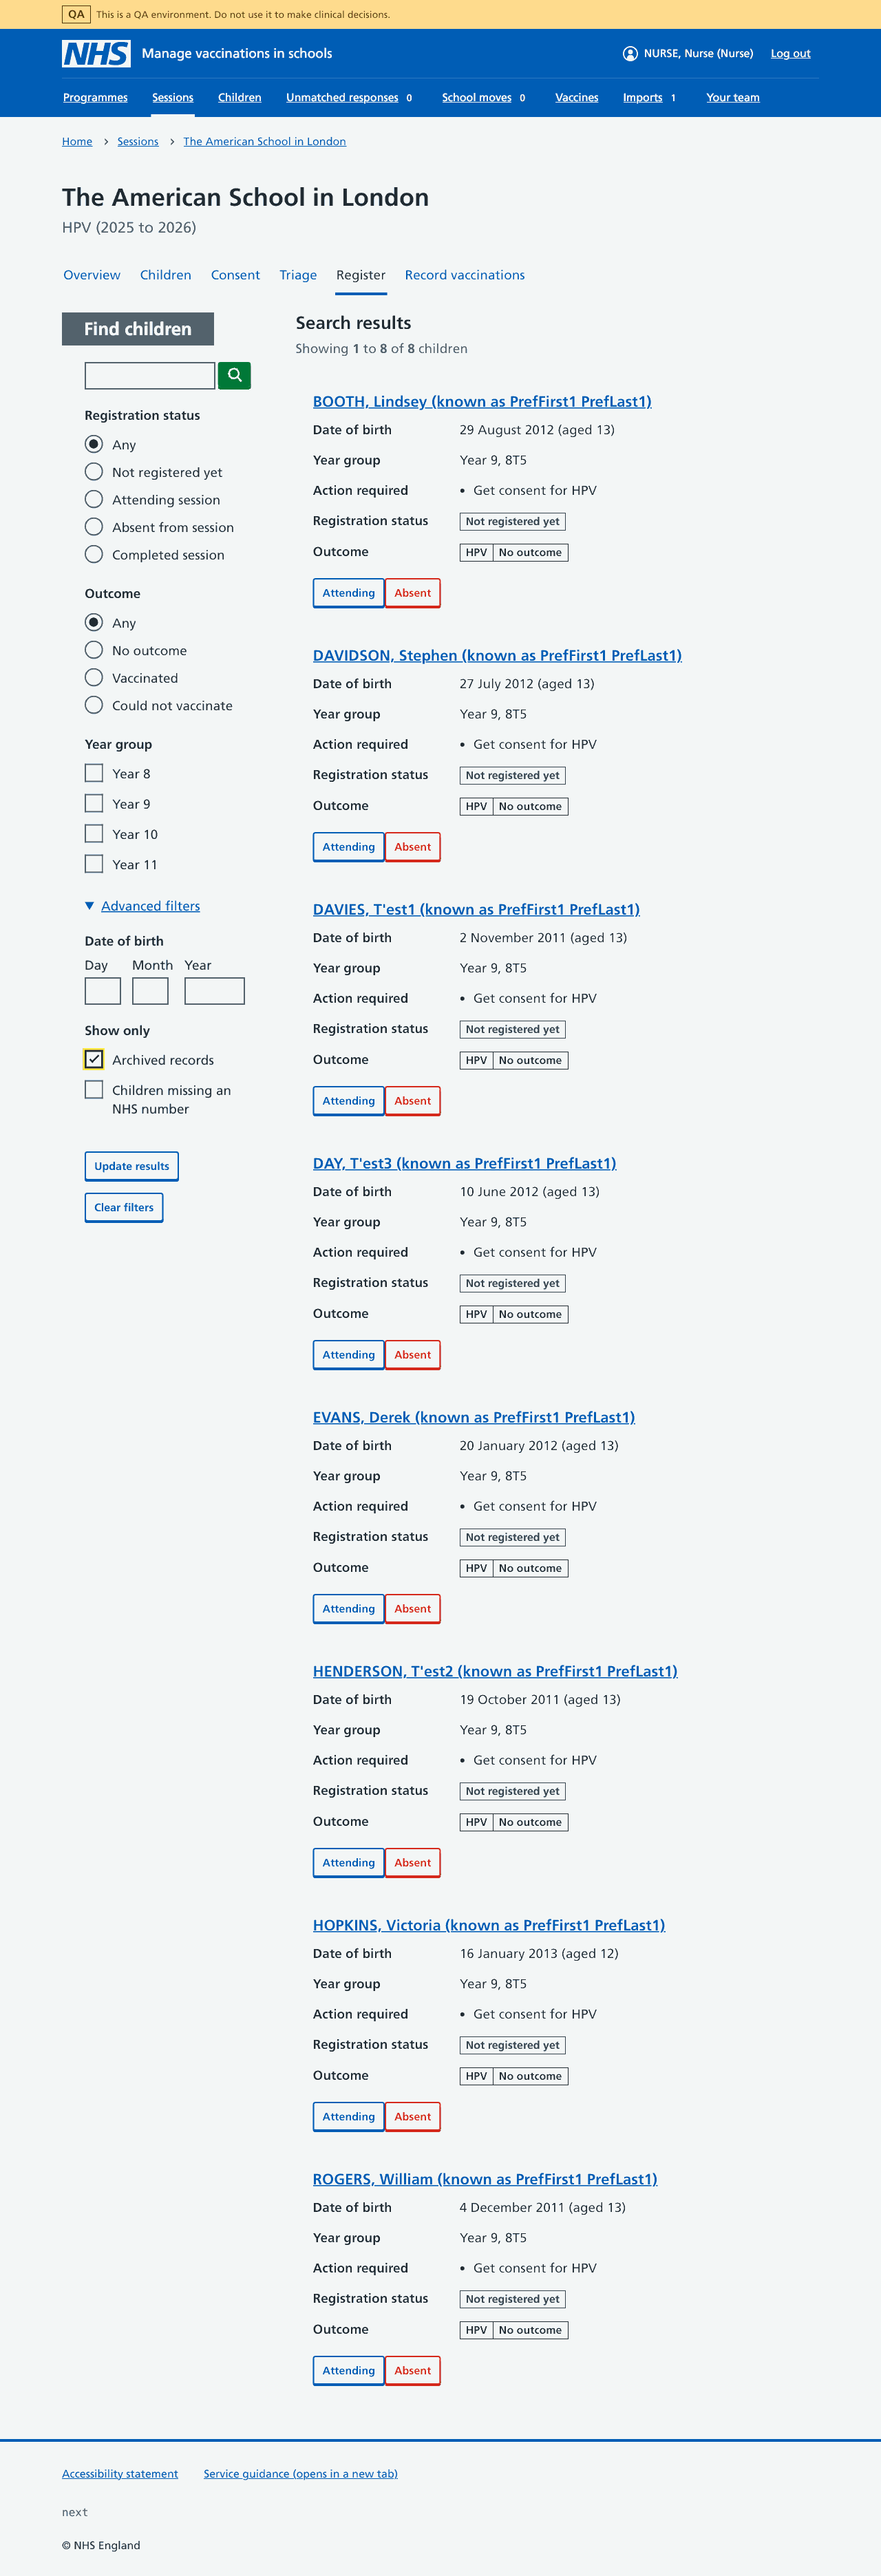 QA This is a QA environment. Do not use it to make clinical decisions.
NHS Manage vaccinations in schools NURSE, Nurse (Nurse) Log out
Programmes Sessions Children Unmatched responses 0 School moves 0 Vaccines Imports 1 Your team
Home › Sessions › The American School in London
The American School in London
HPV (2025 to 2026)
Overview Children Consent Triage Register Record vaccinations
Find children
Registration status
Any
Not registered yet
Attending session
Absent from session
Completed session
Outcome
Any
No outcome
Vaccinated
Could not vaccinate
Year group
Year 8
Year 9
Year 10
Year 11
▼ Advanced filters
Date of birth
Day Month Year
Show only
Archived records
Children missing an
NHS number
Update results
Clear filters
Search results
Showing 1 to 8 of 8 children
BOOTH, Lindsey (known as PrefFirst1 PrefLast1)
Date of birth 29 August 2012 (aged 13)
Year group Year 9, 8T5
Action required • Get consent for HPV
Registration status Not registered yet
Outcome HPV No outcome
Attending Absent
DAVIDSON, Stephen (known as PrefFirst1 PrefLast1)
Date of birth 27 July 2012 (aged 13)
Year group Year 9, 8T5
Action required • Get consent for HPV
Registration status Not registered yet
Outcome HPV No outcome
Attending Absent
DAVIES, T'est1 (known as PrefFirst1 PrefLast1)
Date of birth 2 November 2011 (aged 13)
Year group Year 9, 8T5
Action required • Get consent for HPV
Registration status Not registered yet
Outcome HPV No outcome
Attending Absent
DAY, T'est3 (known as PrefFirst1 PrefLast1)
Date of birth 10 June 2012 (aged 13)
Year group Year 9, 8T5
Action required • Get consent for HPV
Registration status Not registered yet
Outcome HPV No outcome
Attending Absent
EVANS, Derek (known as PrefFirst1 PrefLast1)
Date of birth 20 January 2012 (aged 13)
Year group Year 9, 8T5
Action required • Get consent for HPV
Registration status Not registered yet
Outcome HPV No outcome
Attending Absent
HENDERSON, T'est2 (known as PrefFirst1 PrefLast1)
Date of birth 19 October 2011 (aged 13)
Year group Year 9, 8T5
Action required • Get consent for HPV
Registration status Not registered yet
Outcome HPV No outcome
Attending Absent
HOPKINS, Victoria (known as PrefFirst1 PrefLast1)
Date of birth 16 January 2013 (aged 12)
Year group Year 9, 8T5
Action required • Get consent for HPV
Registration status Not registered yet
Outcome HPV No outcome
Attending Absent
ROGERS, William (known as PrefFirst1 PrefLast1)
Date of birth 4 December 2011 (aged 13)
Year group Year 9, 8T5
Action required • Get consent for HPV
Registration status Not registered yet
Outcome HPV No outcome
Attending Absent
Accessibility statement Service guidance (opens in a new tab)
next
© NHS England